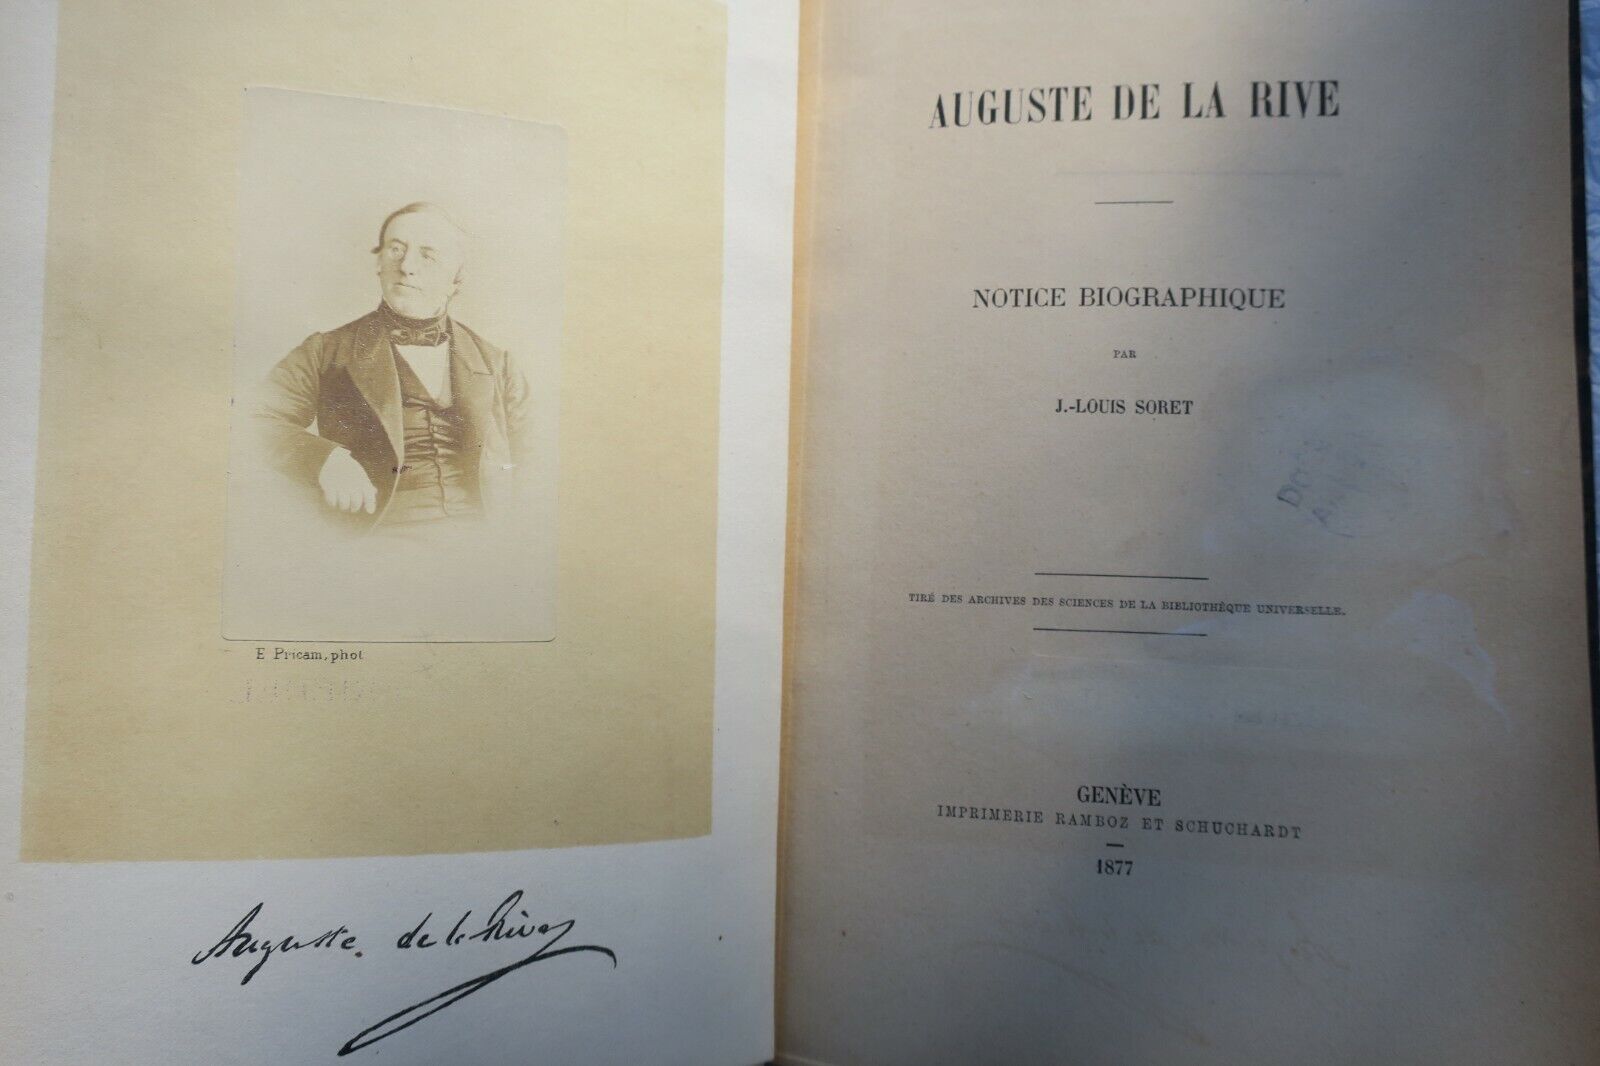 E Pricam, phot
Auguste de la Rive
AUGUSTE DE LA RIVE
NOTICE BIOGRAPHIQUE
PAR
J.-LOUIS SORET
TIRÉ DES ARCHIVES DES SCIENCES DE LA BIBLIOTHÈQUE UNIVERSELLE.
GENÈVE
IMPRIMERIE RAMBOZ ET SCHUCHARDT
1877